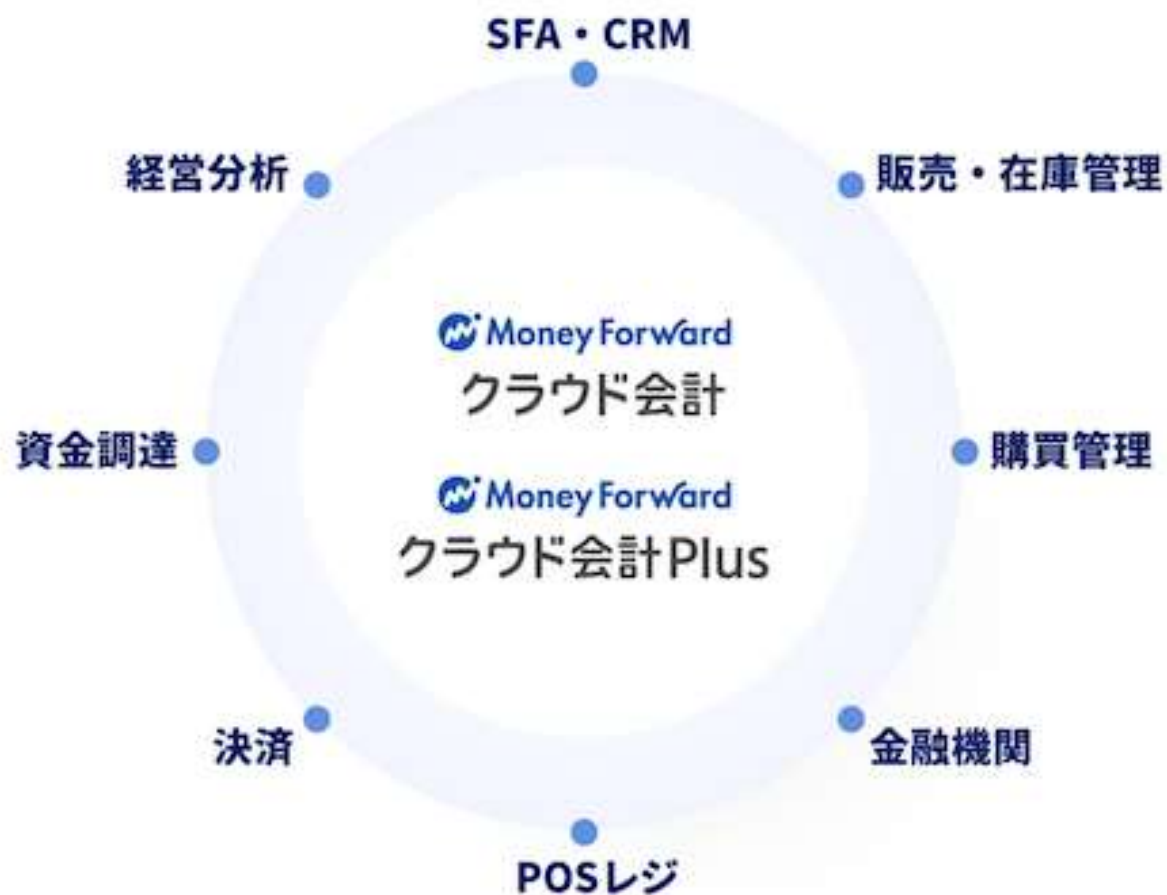 SFA・CRM
経営分析
販売・在庫管理
Money Forward
クラウド会計
資金調達
購買管理
Money Forward
クラウド会計Plus
決済
金融機関
POSレジ